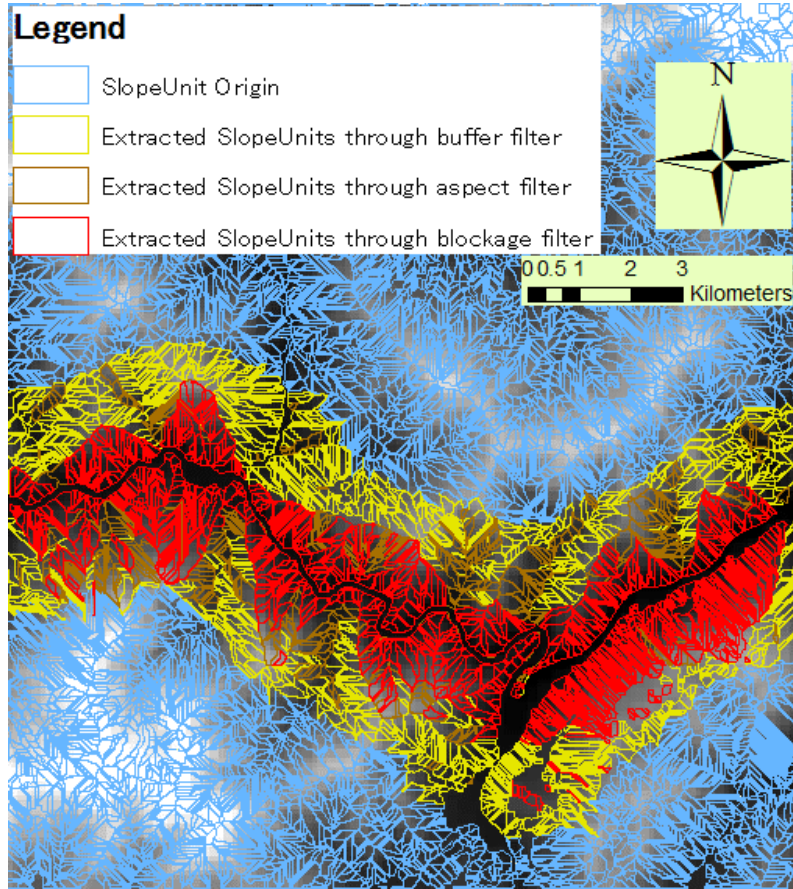 Legend
SlopeUnit Origin
N
Extracted SlopeUnits through buffer filter
Extracted SlopeUnits through aspect filter
Extracted SlopeUnits through blockage filter
0 0.5 1 2 3
Kilometers